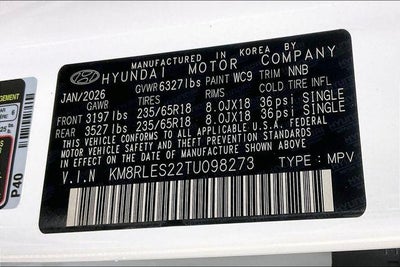 MANUFACTURED IN KOREA BY
HYUNDAI MOTOR COMPANY
JAN/2026 GVWR 6327lbs PAINT WC9 TRIM NNB
GAWR TIRES RIMS COLD TIRE INFL
FRONT 3197lbs 235/65R18 8.0JX18 36psi SINGLE
REAR 3527lbs 235/65R18 8.0JX18 36psi SINGLE
THIS VEHICLE CONFORMS TO ALL APPLICABLE U.S.A. FEDERAL
MOTOR VEHICLE SAFETY AND THEFT PREVENTION STANDARDS
IN EFFECT ON THE DATE OF MANUFACTURE SHOWN ABOVE
V.I.N KM8RLES22TU098273 TYPE: MPV
P40